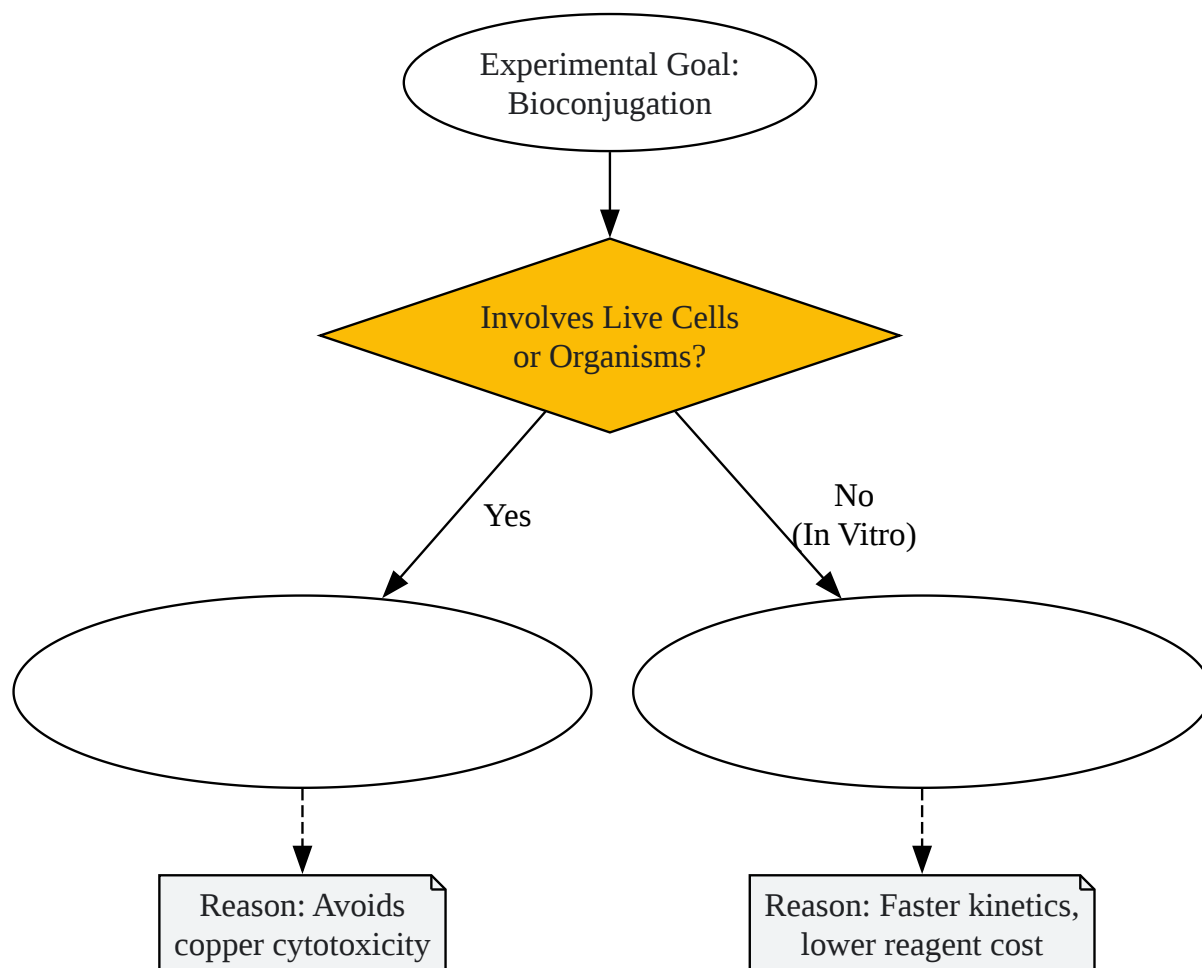 Experimental Goal:
Bioconjugation
Involves Live Cells
or Organisms?
Yes
No
(In Vitro)
Reason: Avoids
copper cytotoxicity
Reason: Faster kinetics,
lower reagent cost